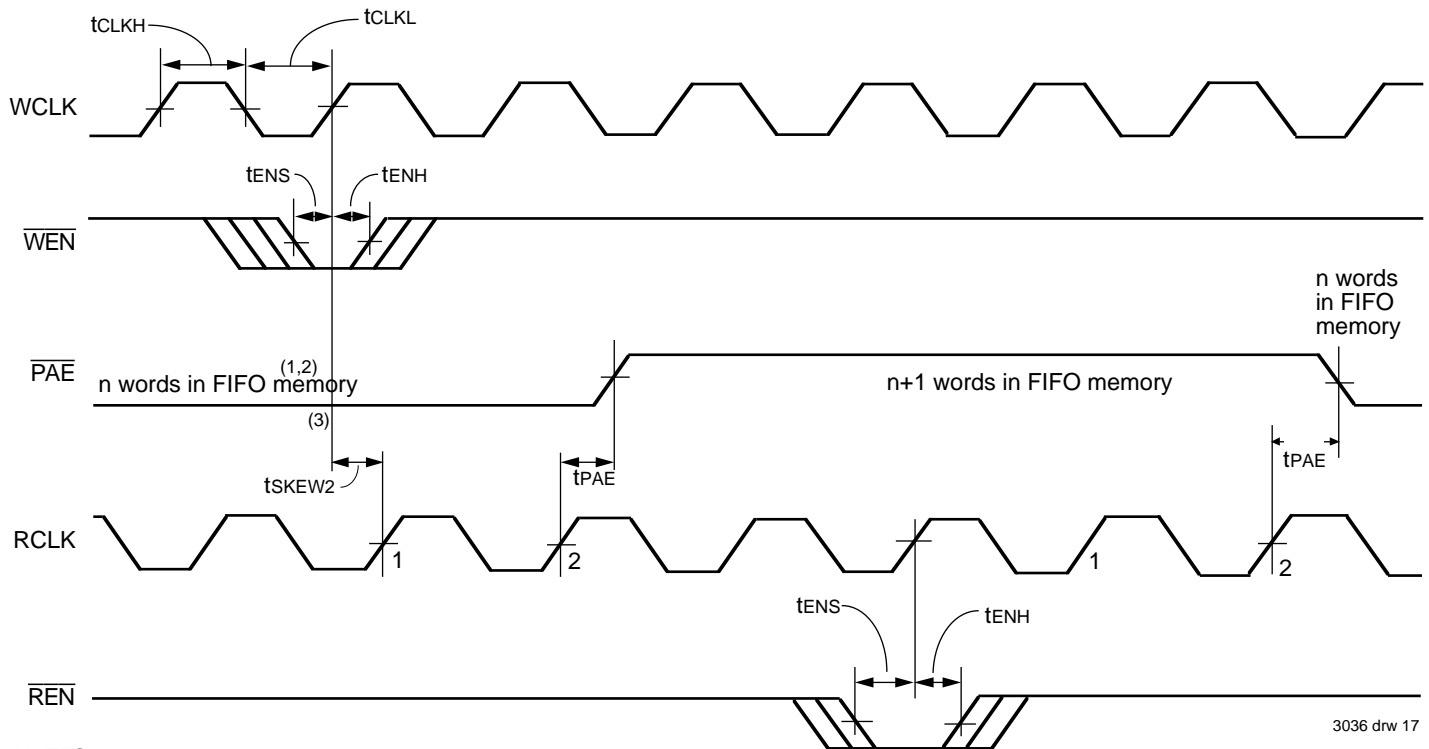 tCLKH
tCLKL
WCLK
tENS
tENH
WEN
n words
in FIFO
memory
PAE
(1,2)
n words in FIFO memory
n+1 words in FIFO memory
(3)
tSKEW2
tPAE
tPAE
RCLK
1
2
1
2
tENS
tENH
REN
3036 drw 17